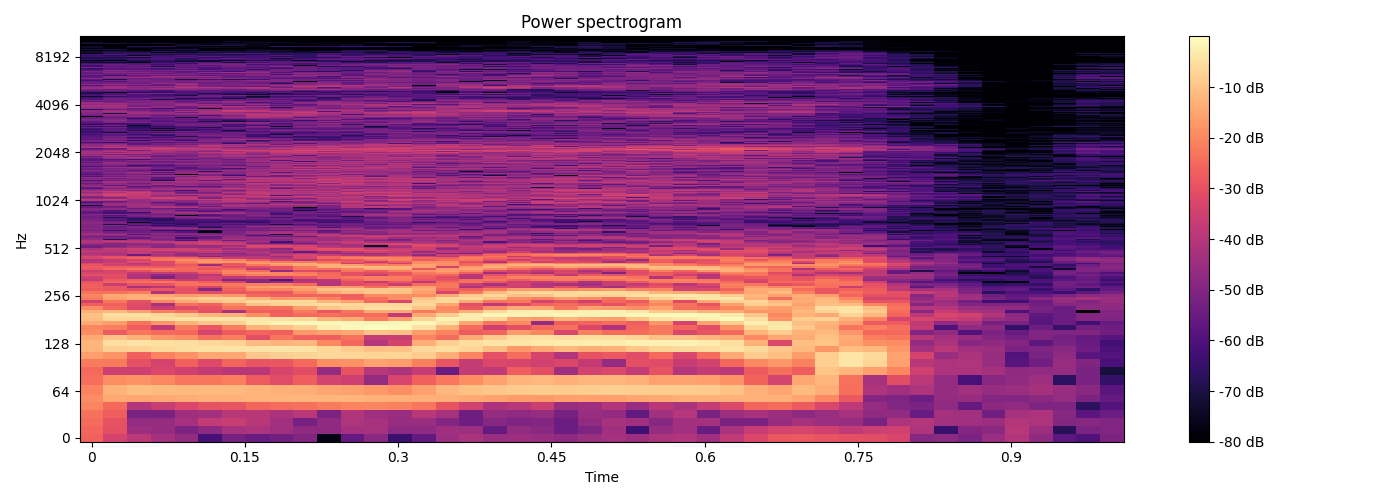 Power spectrogram
Hz
8192
4096
2048
1024
512
256
128
64
0
0 0.15 0.3 0.45 0.6 0.75 0.9
Time
-10 dB
-20 dB
-30 dB
-40 dB
-50 dB
-60 dB
-70 dB
-80 dB